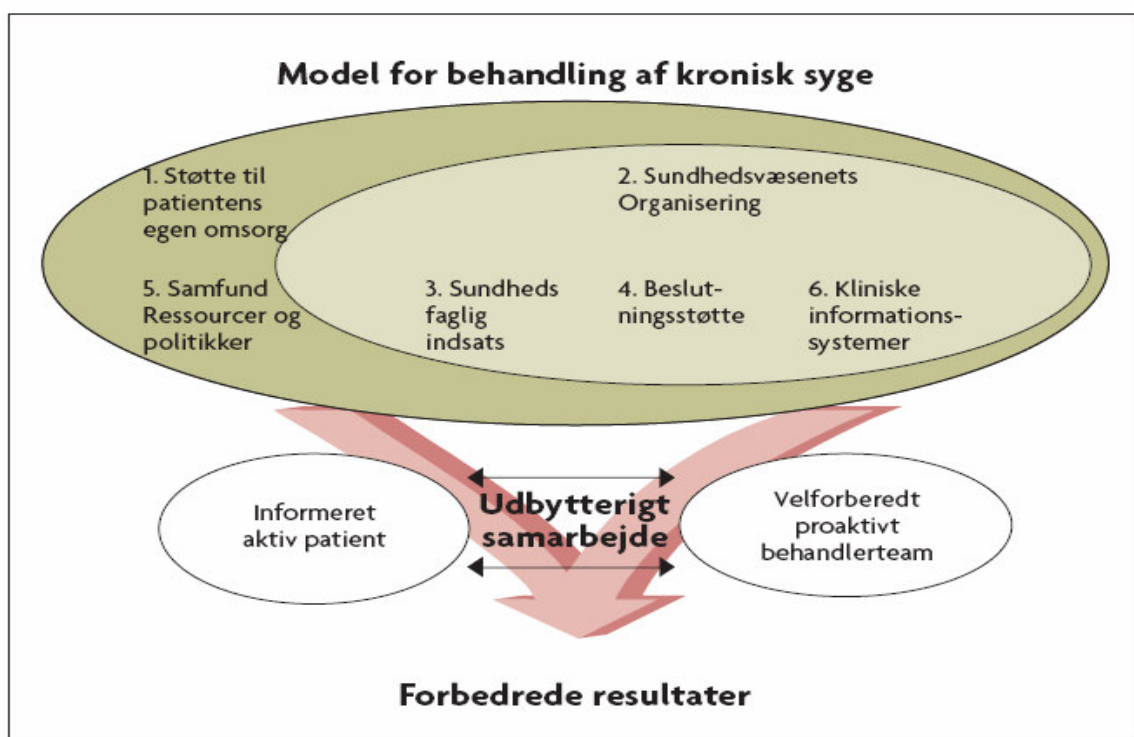 Model for behandling af kronisk syge
1. Støtte til
patientens
egen omsorg
2. Sundhedsvæsenets
Organisering
5. Samfund
Ressourcer og
politikker
3. Sundheds
faglig
indsats
4. Beslut-
ningsstøtte
6. Kliniske
informations-
systemer
Informeret
aktiv patient
Udbytterigt
samarbejde
Velforberedt
proaktivt
behandlerteam
Forbedrede resultater